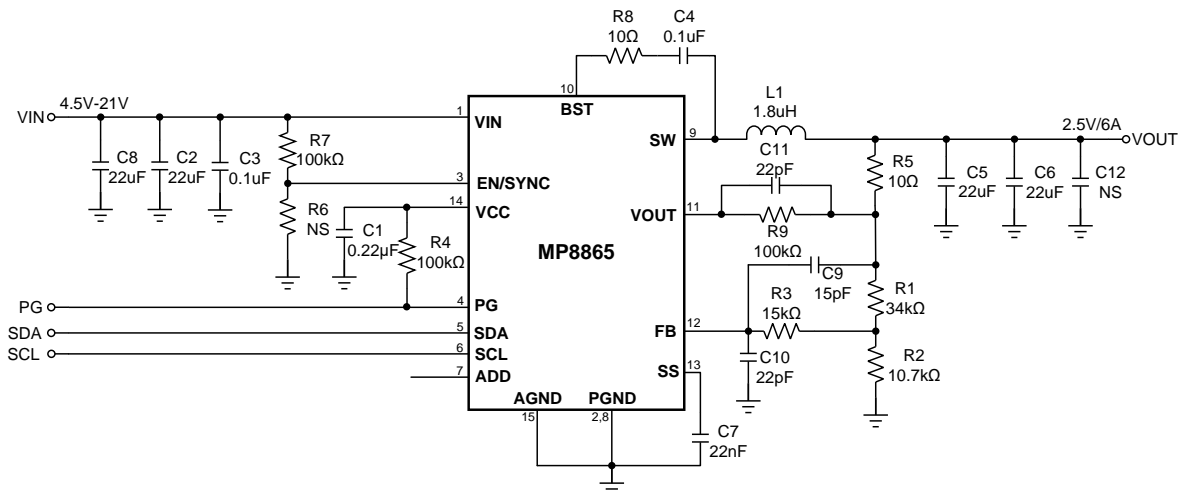 R8
10Ω
C4
0.1uF
VIN
4.5V-21V
1
VIN
10
BST
9
SW
L1
1.8uH
2.5V/6A
VOUT
C8
22uF
C2
22uF
C3
0.1uF
R7
100kΩ
3
EN/SYNC
R6
NS
14
VCC
C1
0.22µF
R4
100kΩ
MP8865
C11
22pF
11
VOUT
R9
100kΩ
R5
10Ω
C5
22uF
C6
22uF
C12
NS
C9
15pF
R1
34kΩ
PG
4
PG
SDA
5
SDA
SCL
6
SCL
7
ADD
12
FB
R3
15kΩ
R2
10.7kΩ
C10
22pF
13
SS
AGND
15
PGND
2,8
C7
22nF